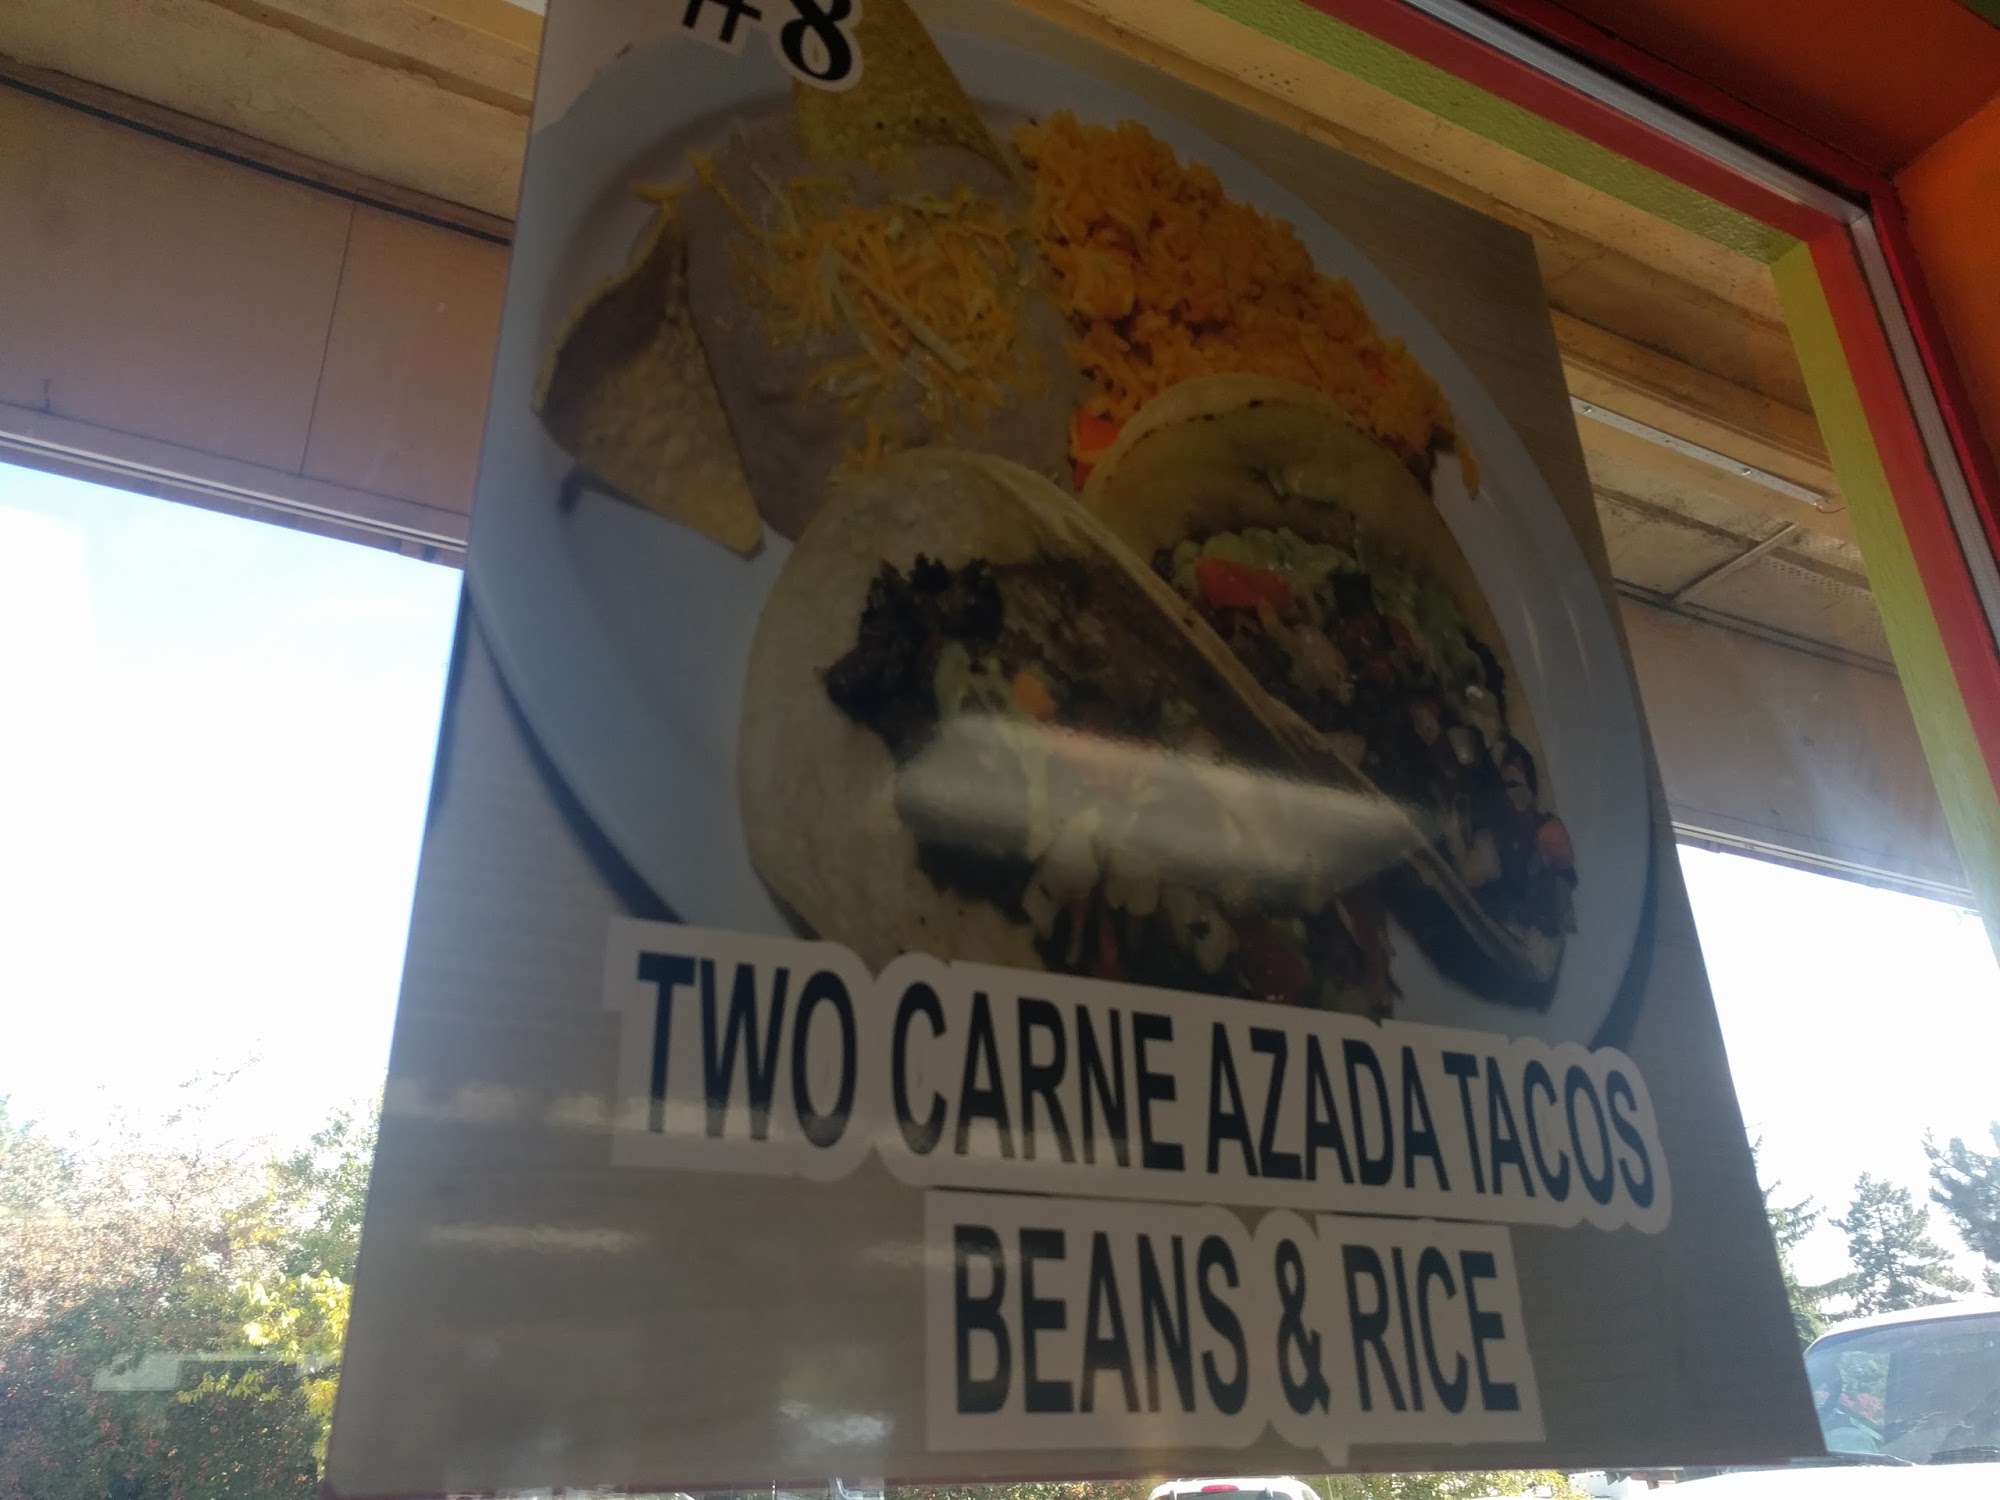 #8
TWO CARNE AZADA TACOS
BEANS & RICE